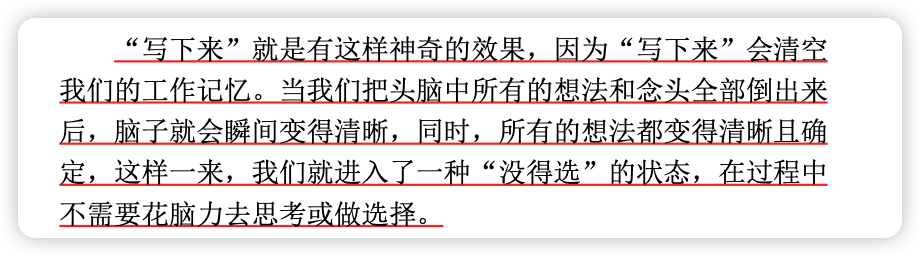 “写下来”就是有这样神奇的效果，因为“写下来”会清空
我们的工作记忆。当我们把头脑中所有的想法和念头全部倒出来
后，脑子就会瞬间变得清晰，同时，所有的想法都变得清晰且确
定，这样一来，我们就进入了一种“没得选”的状态，在过程中
不需要花脑力去思考或做选择。